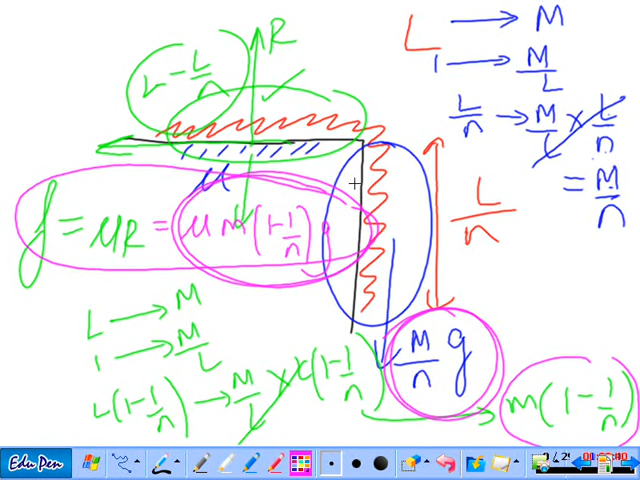 L → M
1 → M/L
L/n → M/L × L/n
= M/n
R
L - L/n
μ
L/n
f = μR = μ m(1-1/n) g
M/n g
L → M
1 → M/L
L(1-1/n) → M/L × L(1-1/n) → m(1-1/n)
Edu Pen